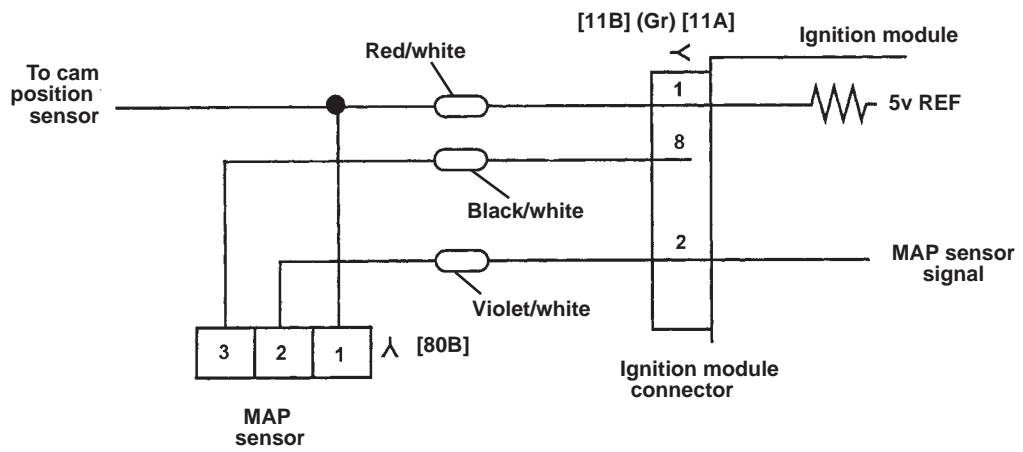 [11B] (Gr) [11A]
Ignition module
Red/white
To cam
position
sensor
1
5v REF
8
Black/white
2
MAP sensor
signal
Violet/white
3 2 1
[80B]
Ignition module
connector
MAP
sensor